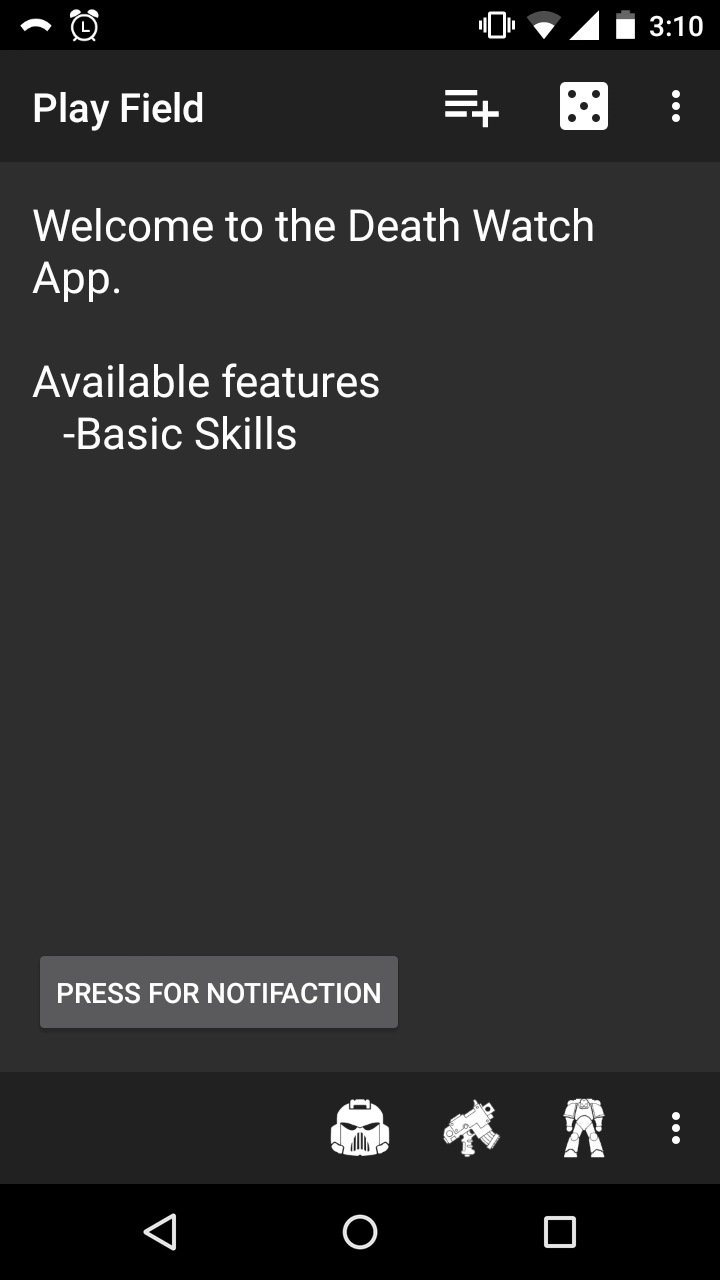 3:10
Play Field
Welcome to the Death Watch
App.
Available features
-Basic Skills
PRESS FOR NOTIFACTION